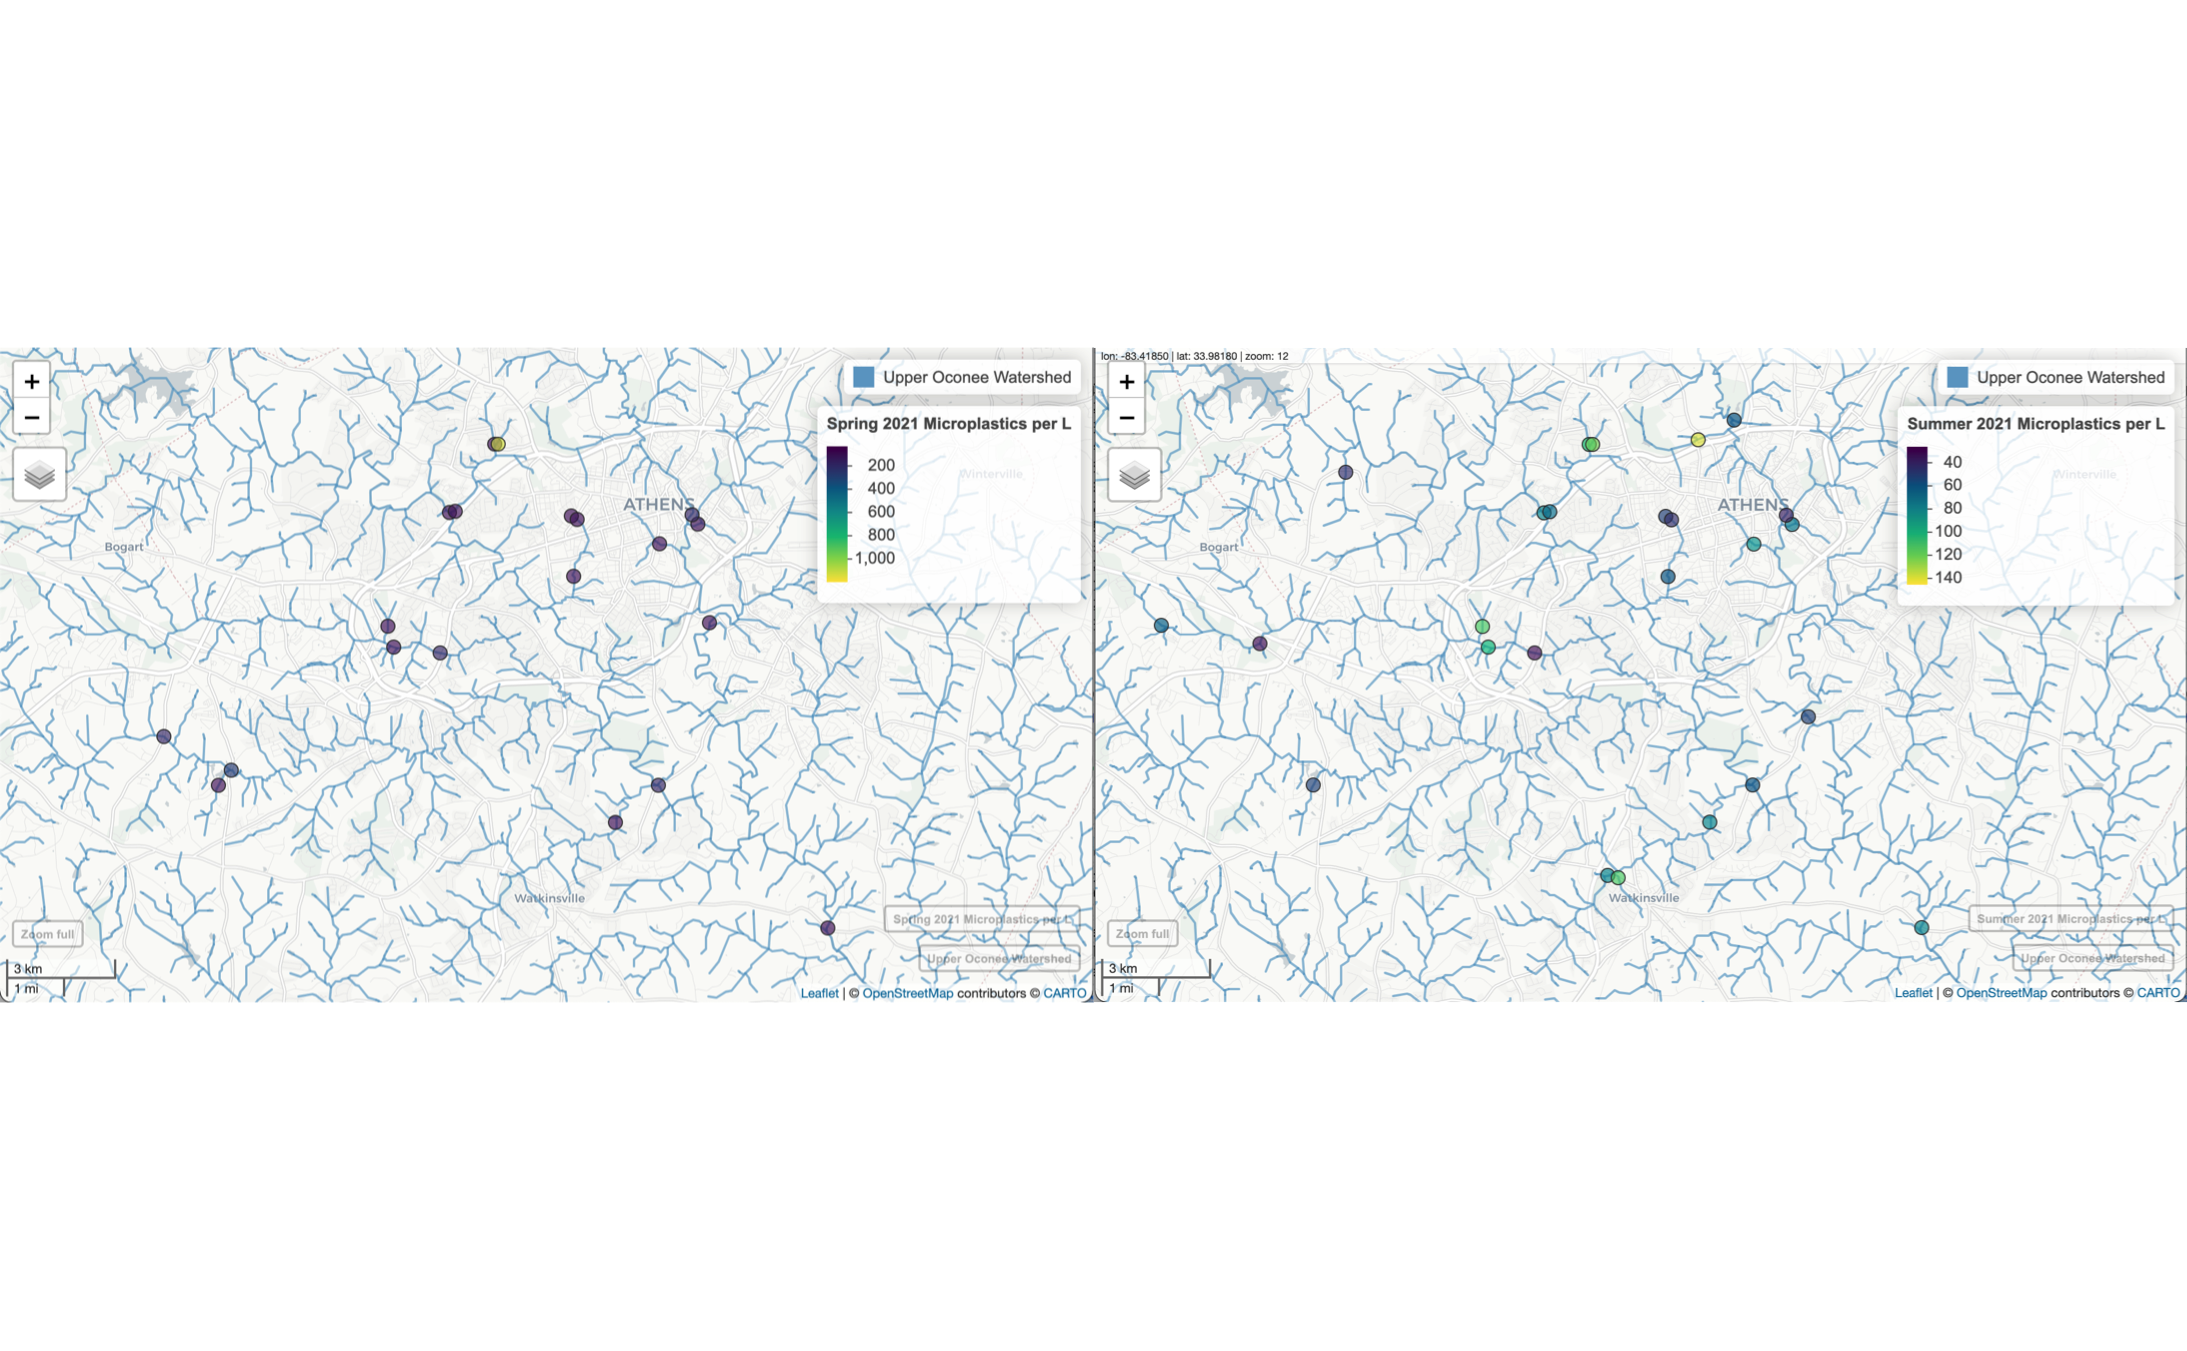 +
−
Upper Oconee Watershed
Spring 2021 Microplastics per L
200
400
600
800
1,000
Winterville
ATHENS
Bogart
Watkinsville
Spring 2021 Microplastics per L
Upper Oconee Watershed
Zoom full
3 km
1 mi
Leaflet | © OpenStreetMap contributors © CARTO
lon: -83.41850 | lat: 33.98180 | zoom: 12
+
−
Upper Oconee Watershed
Summer 2021 Microplastics per L
40
60
80
100
120
140
Winterville
ATHENS
Bogart
Watkinsville
Summer 2021 Microplastics per L
Upper Oconee Watershed
Zoom full
3 km
1 mi
Leaflet | © OpenStreetMap contributors © CARTO